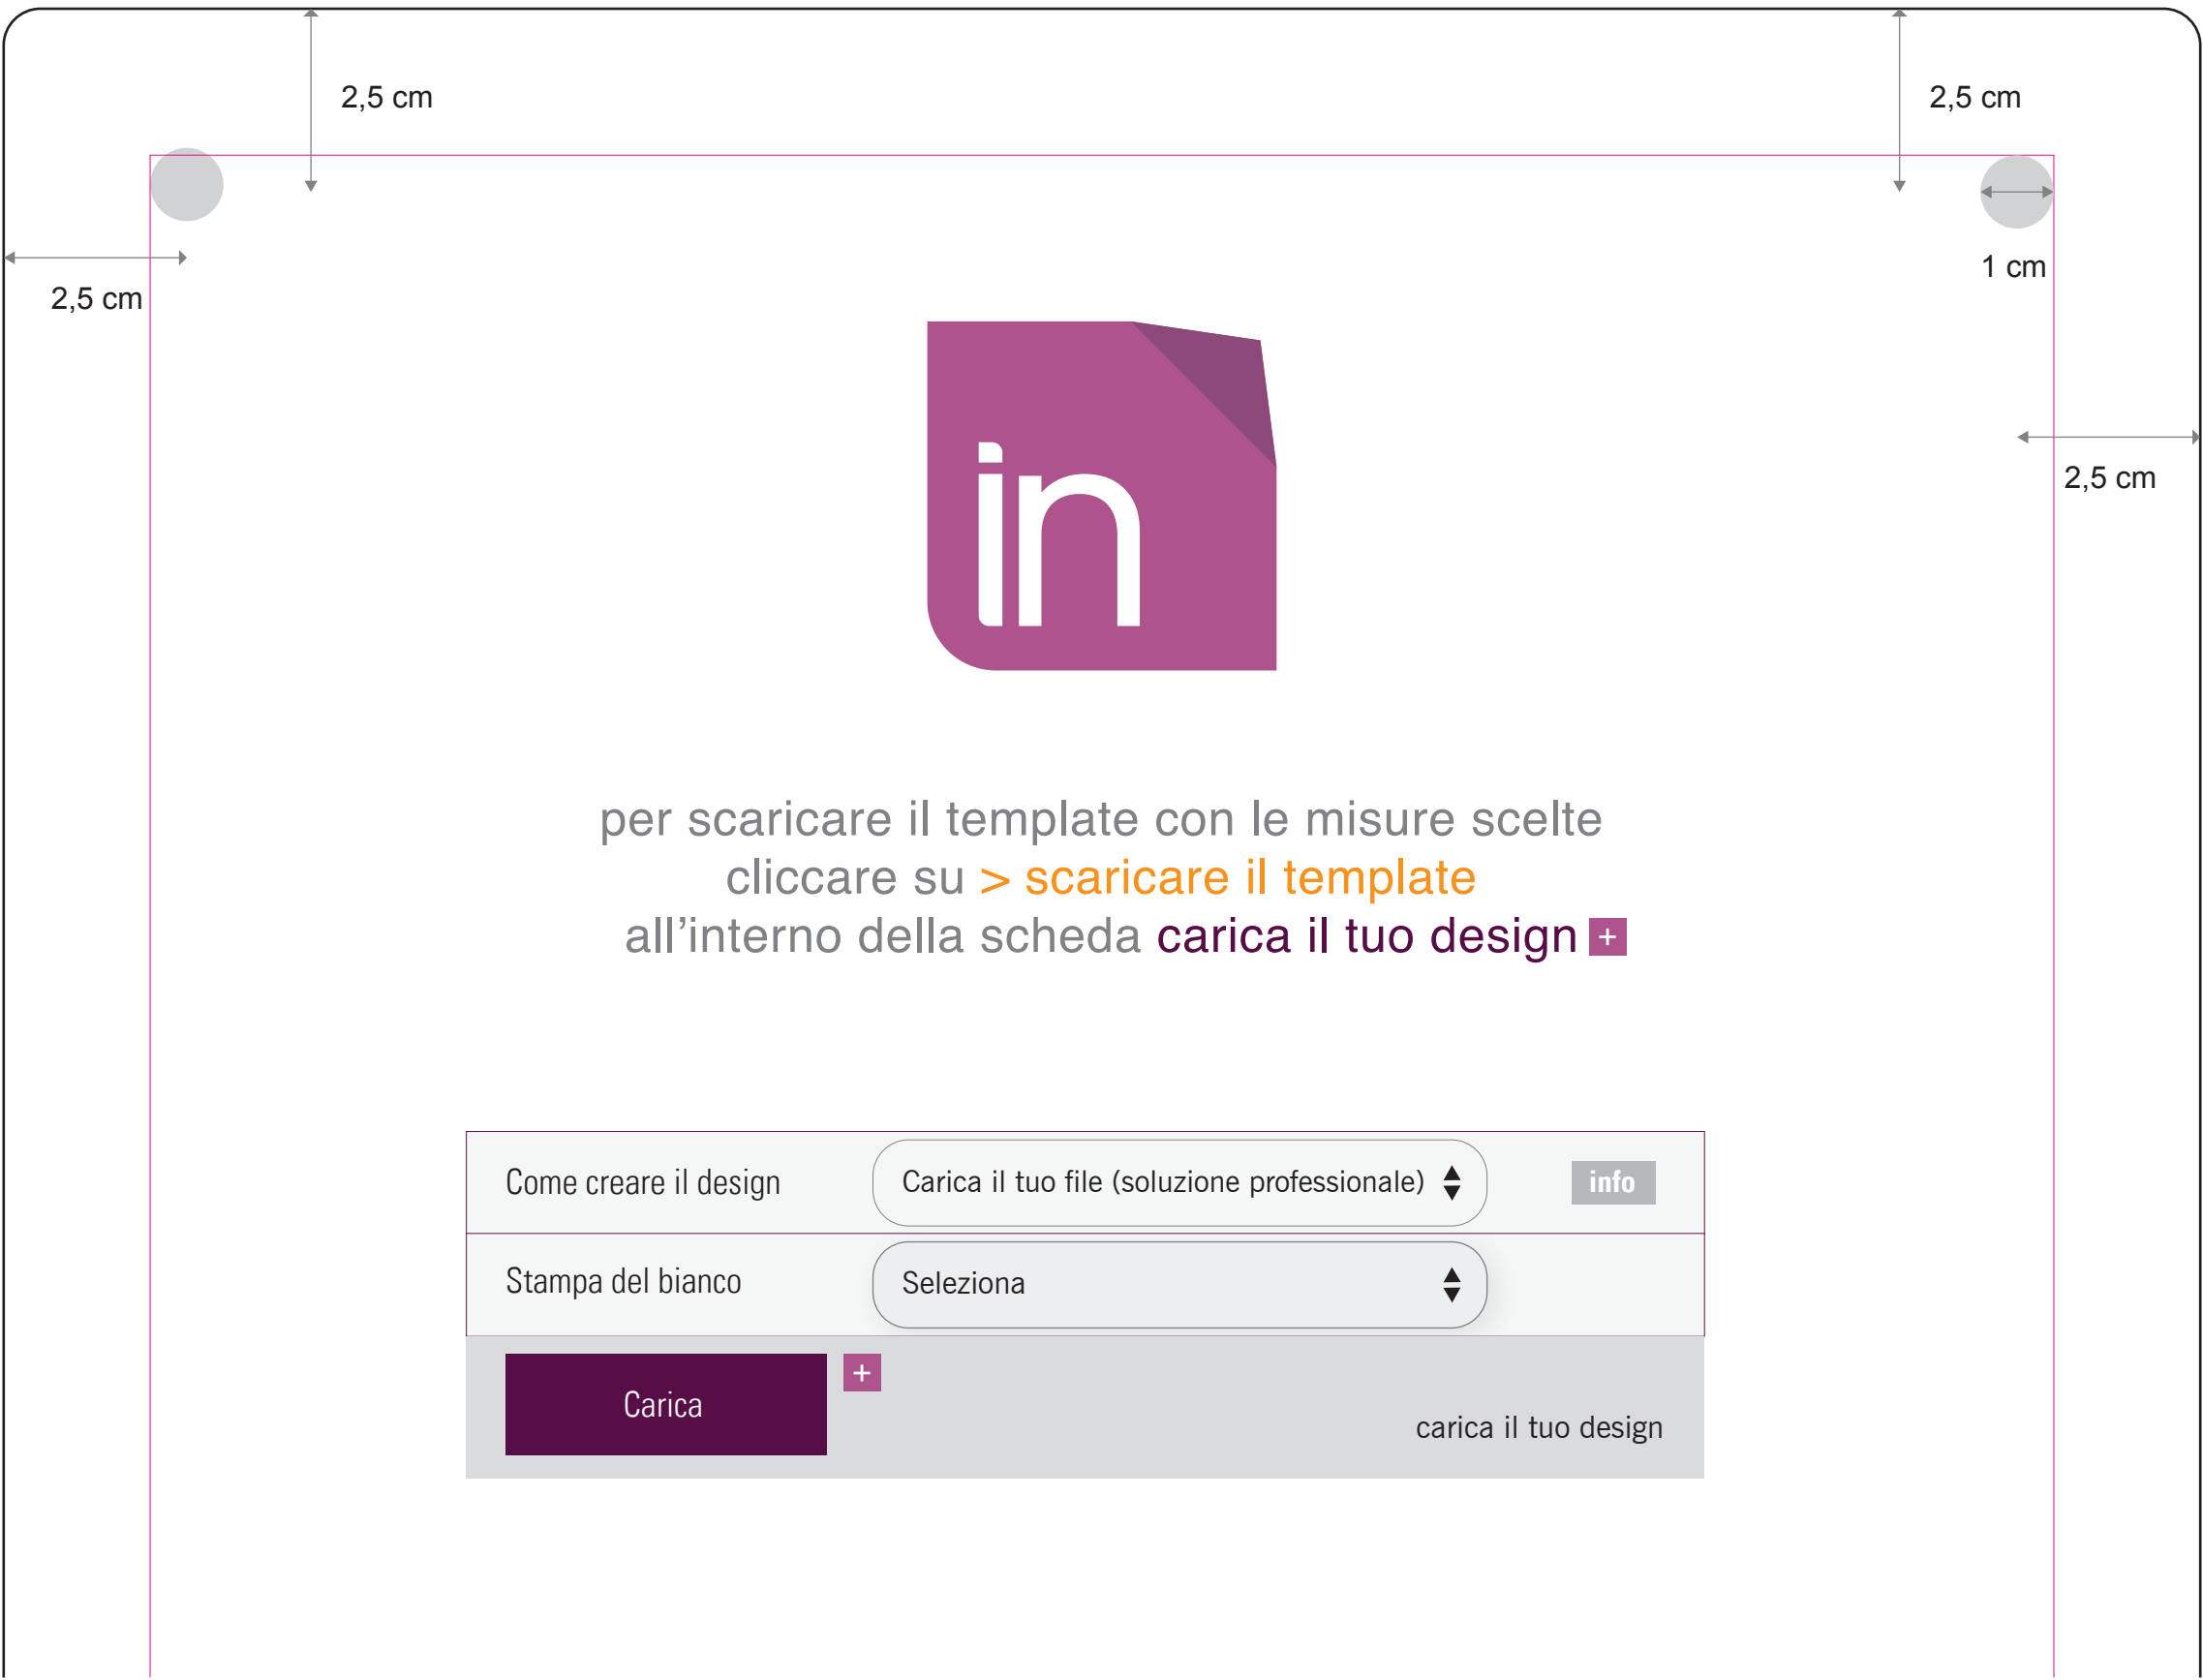 2,5 cm
2,5 cm
2,5 cm
1 cm
2,5 cm
in
per scaricare il template con le misure scelte
cliccare su > scaricare il template
all’interno della scheda carica il tuo design +
Come creare il design Carica il tuo file (soluzione professionale) info
Stampa del bianco Seleziona
Carica +
carica il tuo design